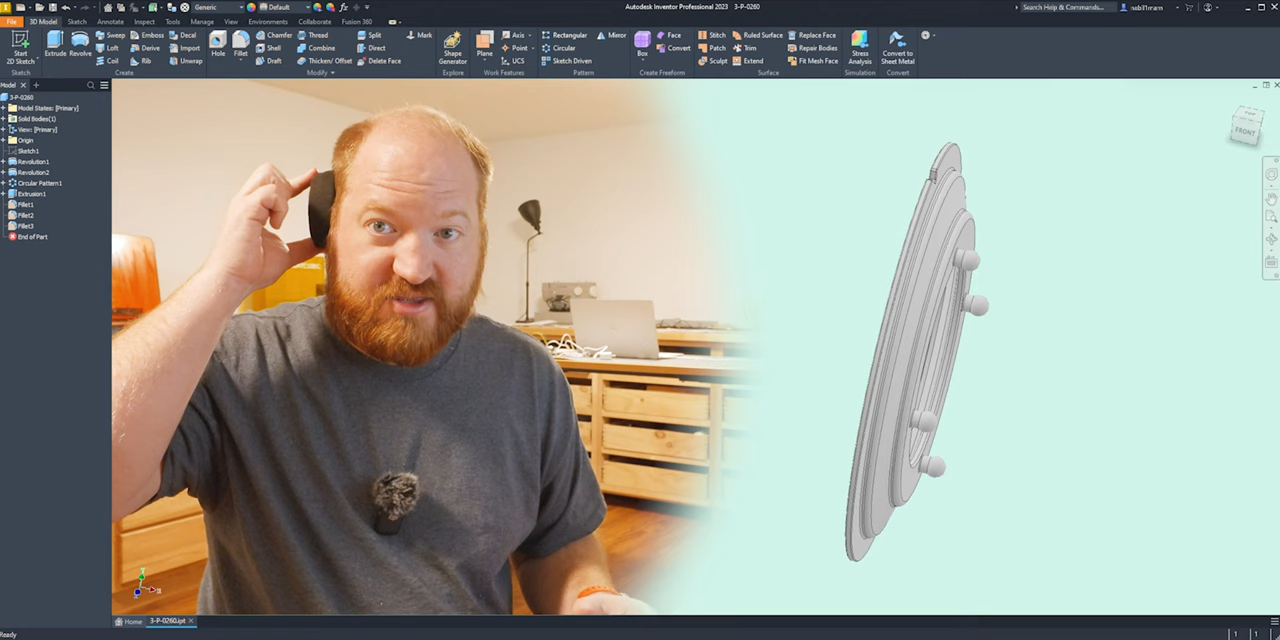 Autodesk Inventor Professional 2023 3-P-0260
Generic
Default
Search Help & Commands...
nabil1mann
File
3D Model
Sketch
Annotate
Inspect
Tools
Manage
View
Environments
Collaborate
Fusion 360
Start
2D Sketch
Sketch
Extrude
Revolve
Sweep
Emboss
Decal
Loft
Derive
Import
Coil
Rib
Unwrap
Create
Hole
Fillet
Chamfer
Thread
Split
Mark
Shell
Combine
Direct
Draft
Thicken/ Offset
Delete Face
Modify
Shape
Generator
Explore
Plane
Axis
Point
UCS
Work Features
Rectangular
Mirror
Circular
Sketch Driven
Pattern
Box
Face
Convert
Create Freeform
Stitch
Ruled Surface
Replace Face
Patch
Trim
Repair Bodies
Sculpt
Extend
Fit Mesh Face
Surface
Stress
Analysis
Simulation
Convert to
Sheet Metal
Convert
Model
3-P-0260
Model States: [Primary]
Solid Bodies(1)
View: [Primary]
Origin
Sketch1
Revolution1
Revolution2
Circular Pattern1
Extrusion1
Fillet1
Fillet2
Fillet3
End of Part
FRONT
Home
3-P-0260.ipt
Ready
1 1